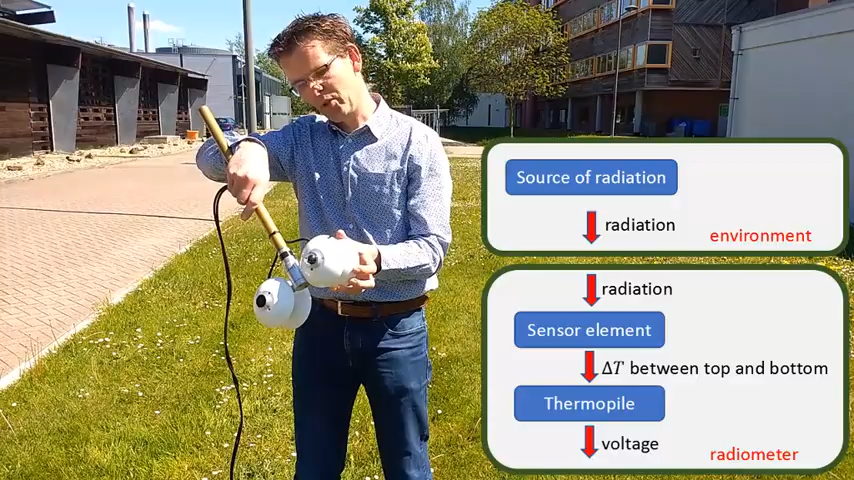 Source of radiation
radiation
environment
radiation
Sensor element
ΔT between top and bottom
Thermopile
voltage
radiometer